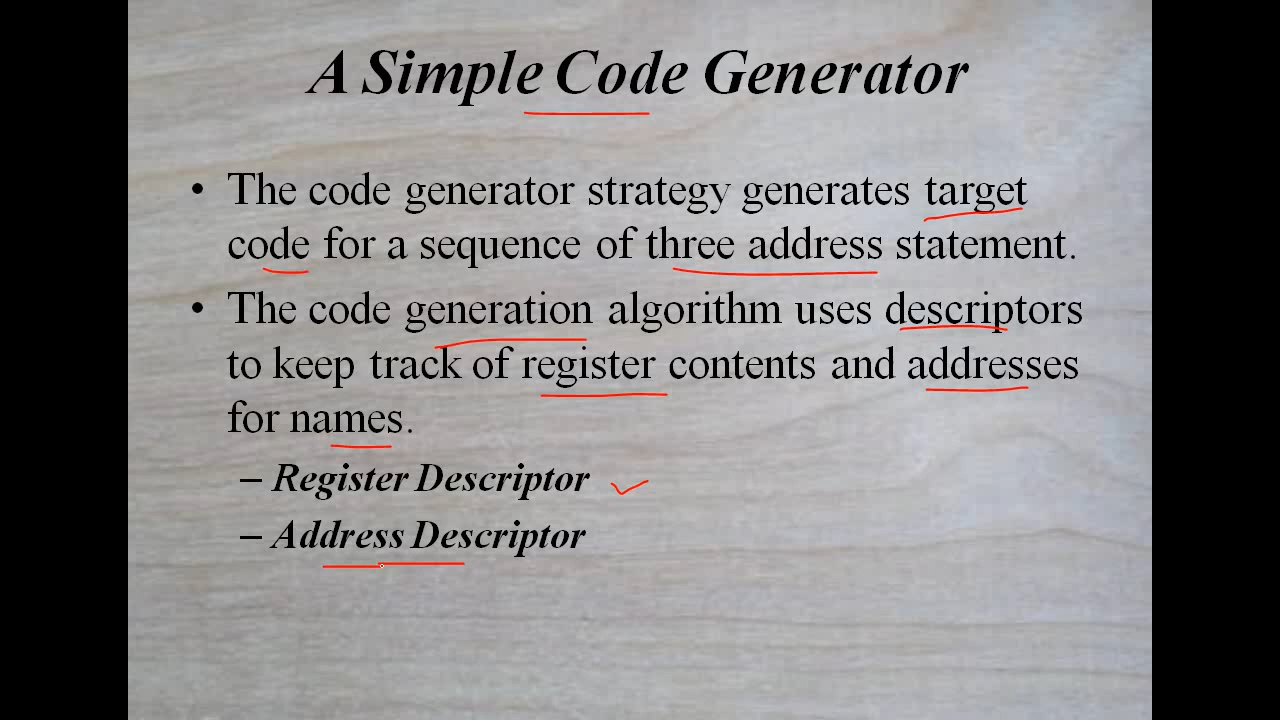 A Simple Code Generator
• The code generator strategy generates target
code for a sequence of three address statement.
• The code generation algorithm uses descriptors
to keep track of register contents and addresses
for names.
– Register Descriptor
– Address Descriptor